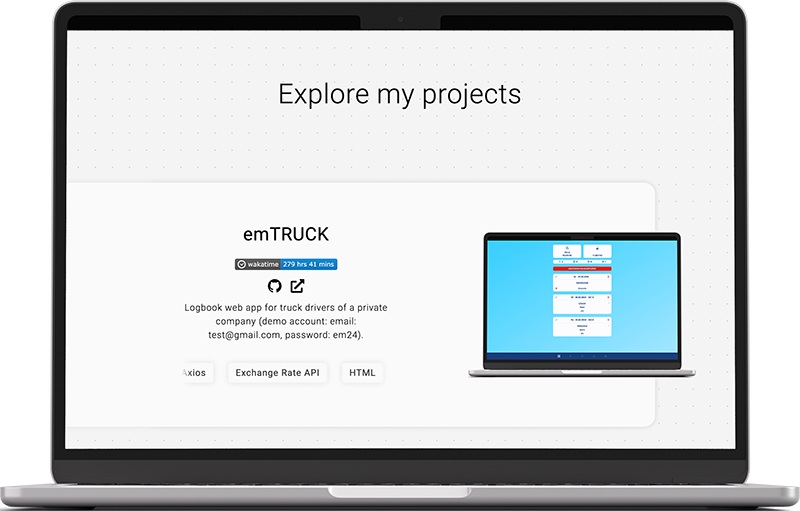 Explore my projects
emTRUCK
wakatime 279 hrs 41 mins
Logbook web app for truck drivers of a private
company (demo account: email:
test@gmail.com, password: em24).
Axios Exchange Rate API HTML